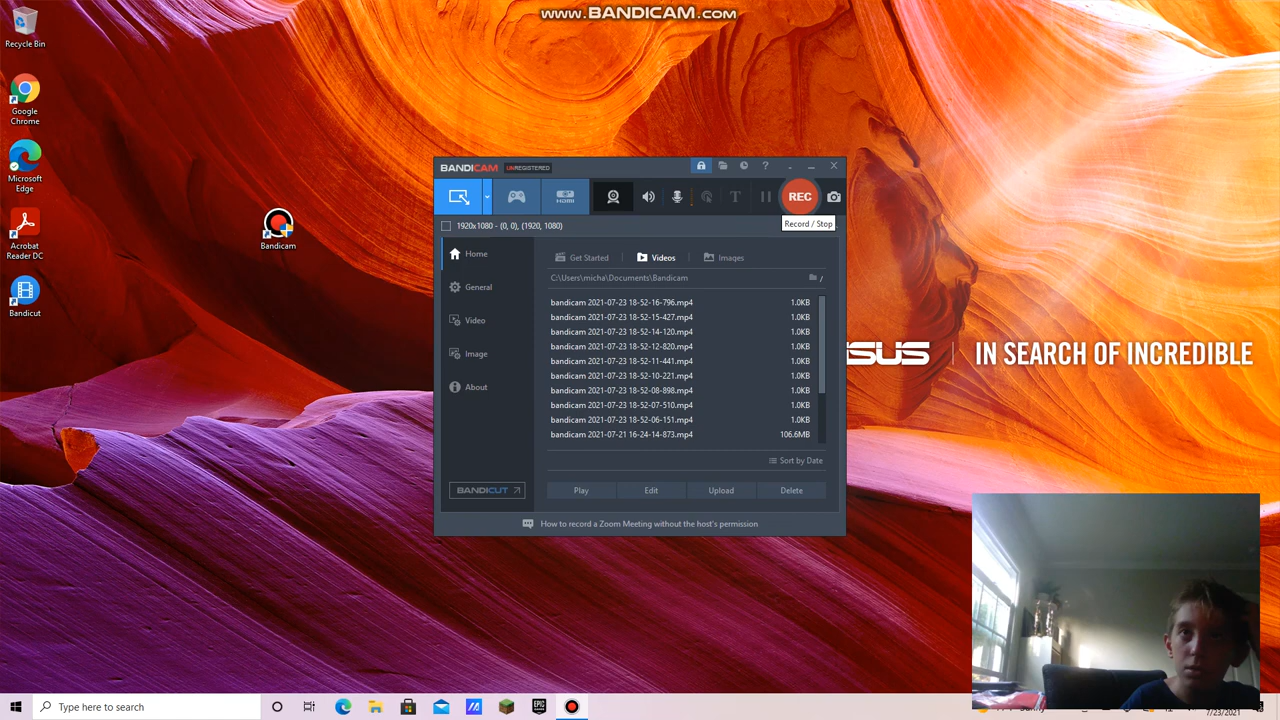 www.BANDICAM.com
Recycle Bin
Google
Chrome
Microsoft
Edge
Acrobat
Reader DC
Bandicut
Bandicam
BANDICAM UNREGISTERED
HDMI
REC
Record / Stop
1920x1080 - (0, 0), (1920, 1080)
Home
General
Video
Image
About
BANDICUT
Get Started
Videos
Images
C:\Users\micha\Documents\Bandicam
bandicam 2021-07-23 18-52-16-796.mp4 1.0KB
bandicam 2021-07-23 18-52-15-427.mp4 1.0KB
bandicam 2021-07-23 18-52-14-120.mp4 1.0KB
bandicam 2021-07-23 18-52-12-820.mp4 1.0KB
bandicam 2021-07-23 18-52-11-441.mp4 1.0KB
bandicam 2021-07-23 18-52-10-221.mp4 1.0KB
bandicam 2021-07-23 18-52-08-898.mp4 1.0KB
bandicam 2021-07-23 18-52-07-510.mp4 1.0KB
bandicam 2021-07-23 18-52-06-151.mp4 1.0KB
bandicam 2021-07-21 16-24-14-873.mp4 106.6MB
Sort by Date
Play Edit Upload Delete
How to record a Zoom Meeting without the host's permission
SUS IN SEARCH OF INCREDIBLE
Type here to search
EPIC
7/23/2021